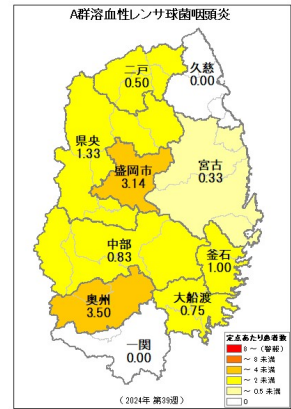 A群溶血性レンサ球菌咽頭炎
二戸
0.50
久慈
0.00
県央
1.33
盛岡市
3.14
宮古
0.33
中部
0.83
釜石
1.00
奥州
3.50
大船渡
0.75
一関
0.00
定点あたり患者数
8～（警報）
～8未満
～4未満
～2未満
～0.5未満
0
（2024年 第39週）